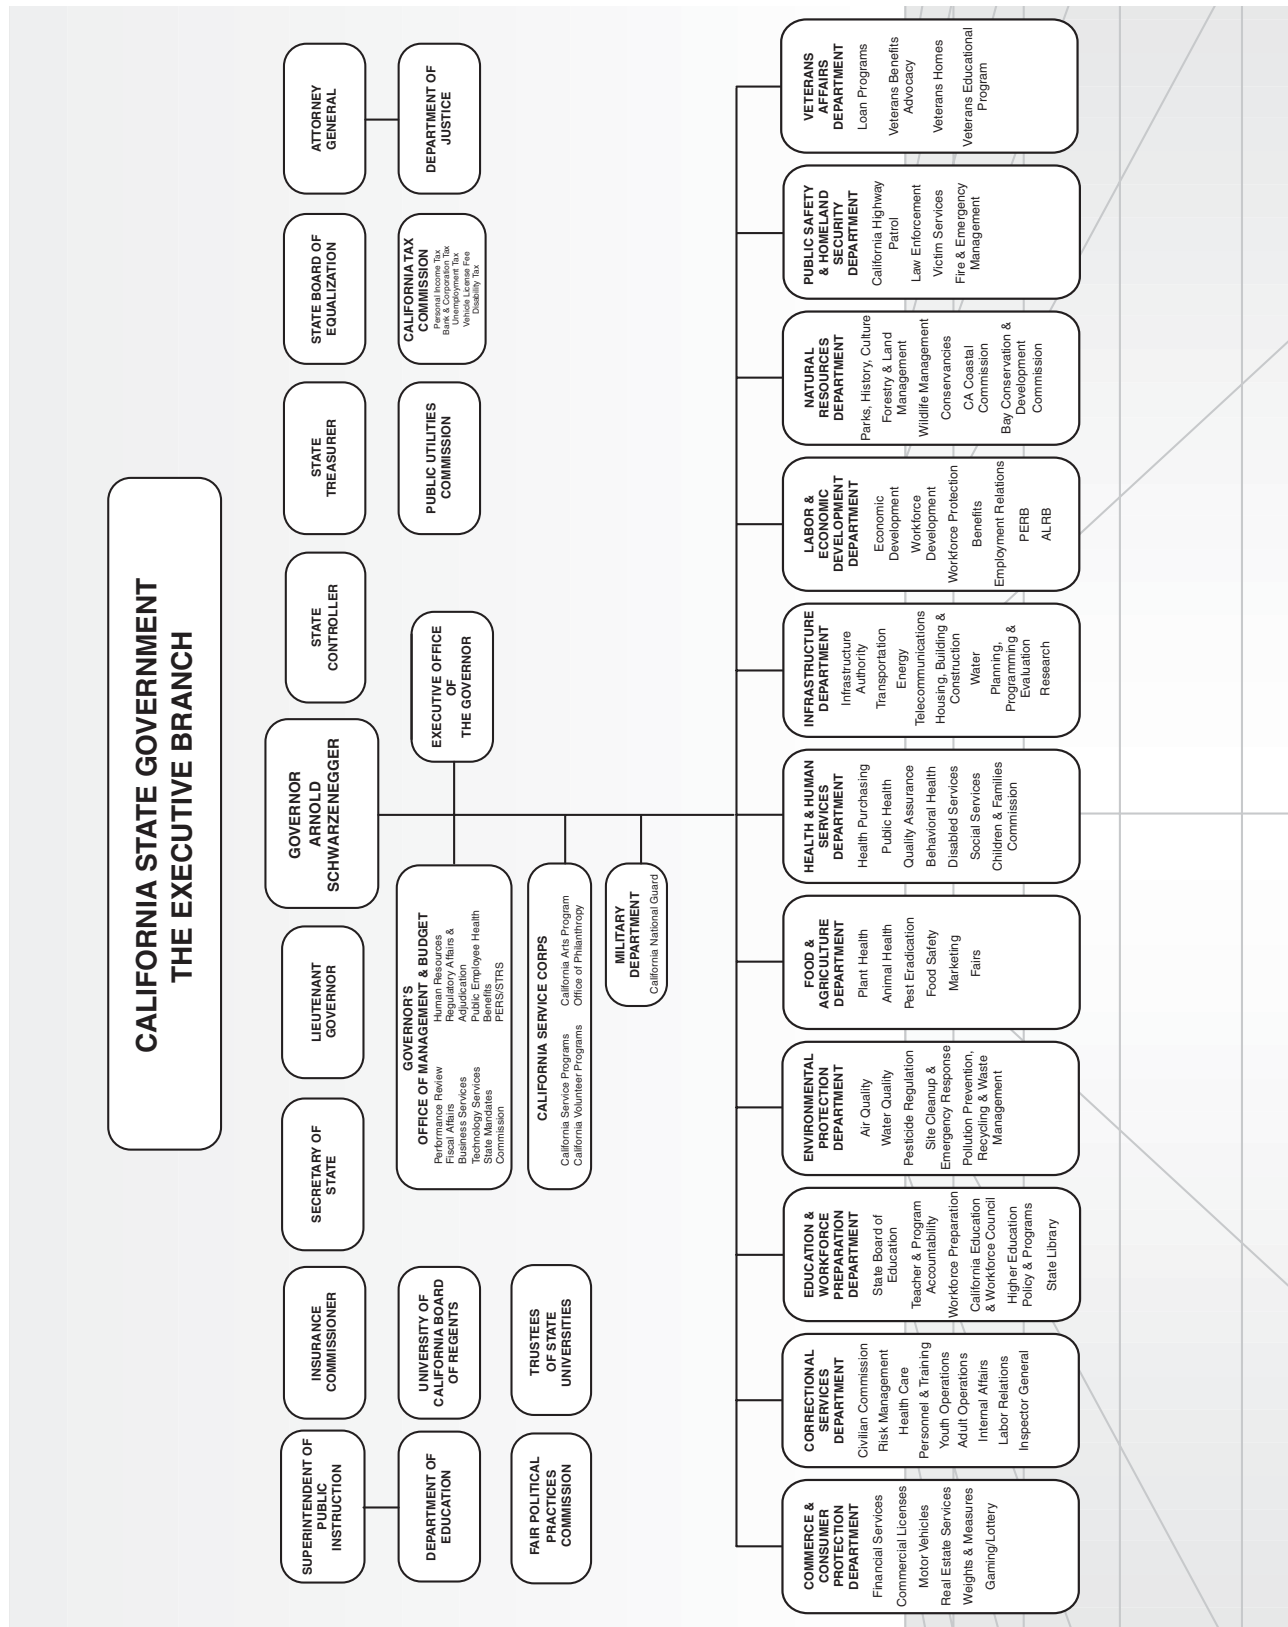 CALIFORNIA STATE GOVERNMENT
THE EXECUTIVE BRANCH
SUPERINTENDENT OF
PUBLIC
INSTRUCTION
INSURANCE
COMMISSIONER
SECRETARY OF
STATE
LIEUTENANT
GOVERNOR
GOVERNOR
ARNOLD
SCHWARZENEGGER
STATE
CONTROLLER
STATE
TREASURER
STATE BOARD OF
EQUALIZATION
ATTORNEY
GENERAL
DEPARTMENT OF
EDUCATION
UNIVERSITY OF
CALIFORNIA BOARD
OF REGENTS
GOVERNOR'S
OFFICE OF MANAGEMENT & BUDGET
Performance Review
Fiscal Affairs
Business Services
Technology Services
State Mandates
Commission
Human Resources
Regulatory Affairs &
Adjudication
Public Employee Health
Benefits
PERS/STRS
EXECUTIVE OFFICE
OF
THE GOVERNOR
PUBLIC UTILITIES
COMMISSION
CALIFORNIA TAX
COMMISSION
Personal Income Tax
Bank & Corporation Tax
Unemployment Tax
Vehicle License Fee
Disability Tax
DEPARTMENT OF
JUSTICE
FAIR POLITICAL
PRACTICES
COMMISSION
TRUSTEES
OF STATE
UNIVERSITIES
CALIFORNIA SERVICE CORPS
California Service Programs
California Volunteer Programs
California Arts Program
Office of Philanthropy
MILITARY
DEPARTMENT
California National Guard
COMMERCE &
CONSUMER
PROTECTION
DEPARTMENT
Financial Services
Commercial Licenses
Motor Vehicles
Real Estate Services
Weights & Measures
Gaming/Lottery
CORRECTIONAL
SERVICES
DEPARTMENT
Civilian Commission
Risk Management
Health Care
Personnel & Training
Youth Operations
Adult Operations
Internal Affairs
Labor Relations
Inspector General
EDUCATION &
WORKFORCE
PREPARATION
DEPARTMENT
State Board of
Education
Teacher & Program
Accountability
Workforce Preparation
California Education
& Workforce Council
Higher Education
Policy & Programs
State Library
ENVIRONMENTAL
PROTECTION
DEPARTMENT
Air Quality
Water Quality
Pesticide Regulation
Site Cleanup &
Emergency Response
Pollution Prevention,
Recycling & Waste
Management
FOOD &
AGRICULTURE
DEPARTMENT
Plant Health
Animal Health
Pest Eradication
Food Safety
Marketing
Fairs
HEALTH & HUMAN
SERVICES
DEPARTMENT
Health Purchasing
Public Health
Quality Assurance
Behavioral Health
Disabled Services
Social Services
Children & Families
Commission
INFRASTRUCTURE
DEPARTMENT
Infrastructure
Authority
Transportation
Energy
Telecommunications
Housing, Building &
Construction
Water
Planning,
Programming &
Evaluation
Research
LABOR &
ECONOMIC
DEVELOPMENT
DEPARTMENT
Economic
Development
Workforce
Development
Workforce Protection
Benefits
Employment Relations
PERB
ALRB
NATURAL
RESOURCES
DEPARTMENT
Parks, History, Culture
Forestry & Land
Management
Wildlife Management
Conservancies
CA Coastal
Commission
Bay Conservation &
Development
Commission
PUBLIC SAFETY
& HOMELAND
SECURITY
DEPARTMENT
California Highway
Patrol
Law Enforcement
Victim Services
Fire & Emergency
Management
VETERANS
AFFAIRS
DEPARTMENT
Loan Programs
Veterans Benefits
Advocacy
Veterans Homes
Veterans Educational
Program